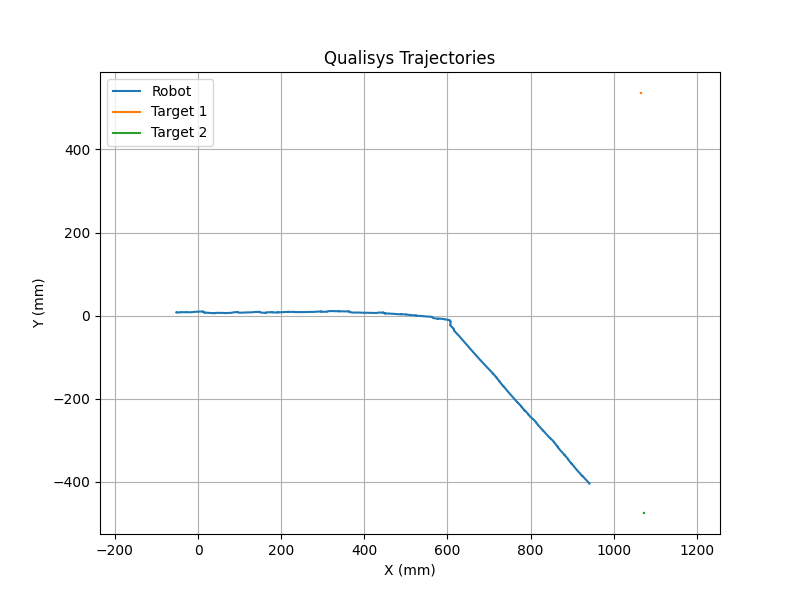 Qualisys Trajectories
Robot
Target 1
Target 2
400
200
0
−200
−400
Y (mm)
−200 0 200 400 600 800 1000 1200
X (mm)